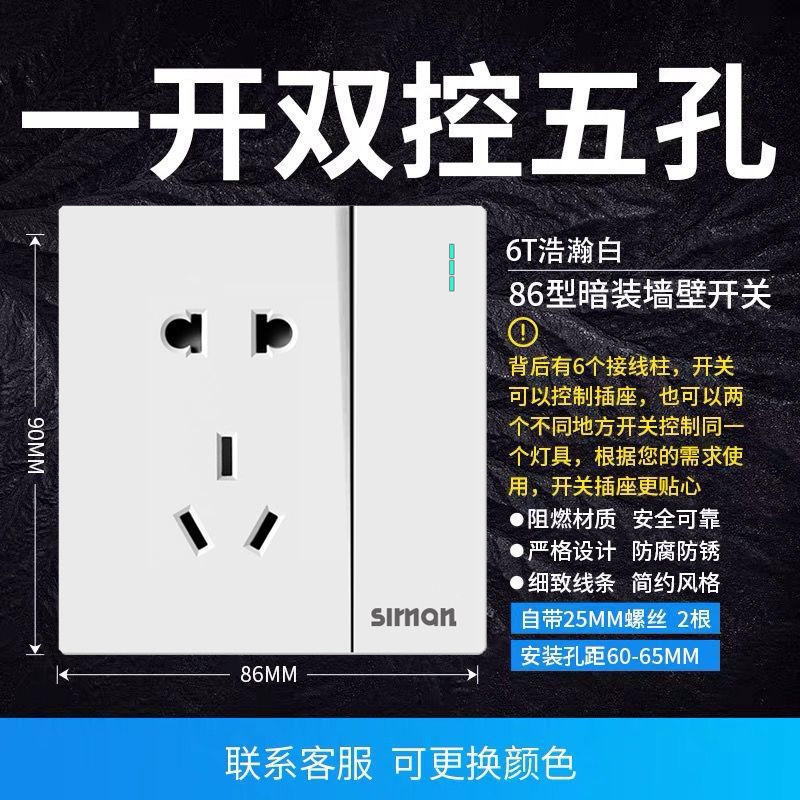 一开双控五孔
6T浩瀚白
86型暗装墙壁开关
!
背后有6个接线柱，开关
可以控制插座，也可以两
个不同地方开关控制同一
个灯具，根据您的需求使
用，开关插座更贴心
●阻燃材质 安全可靠
●严格设计 防腐防锈
●细致线条 简约风格
自带25MM螺丝 2根
安装孔距60-65MM
90MM
sirnan
86MM
联系客服 可更换颜色